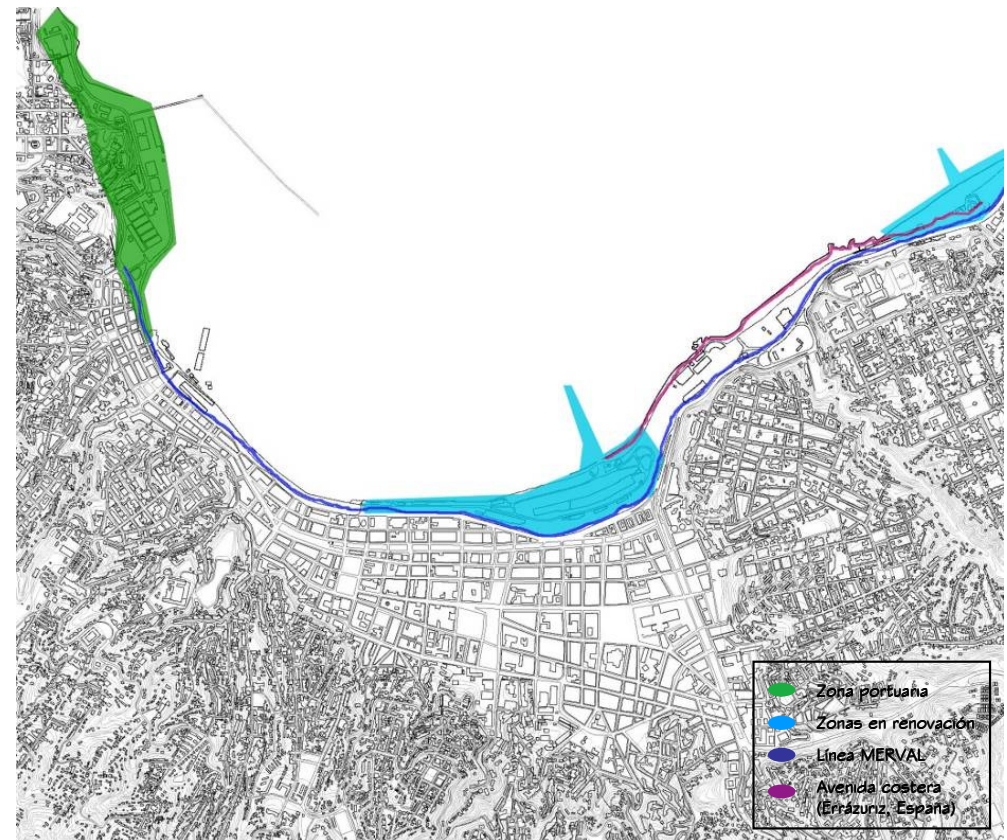 Zona portuaria
Zonas en renovación
Línea MERVAL
Avenida costera
(Errázuriz, España)